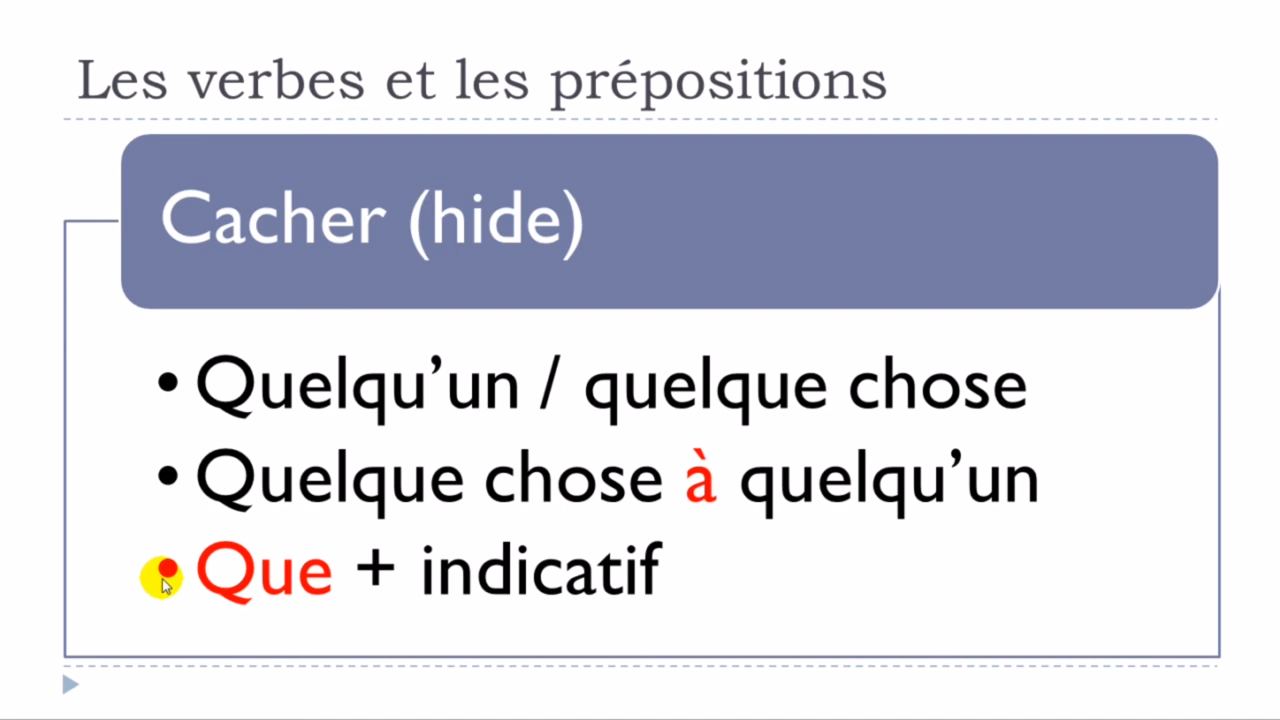 Les verbes et les prépositions
Cacher (hide)
• Quelqu’un / quelque chose
• Quelque chose à quelqu’un
• Que + indicatif